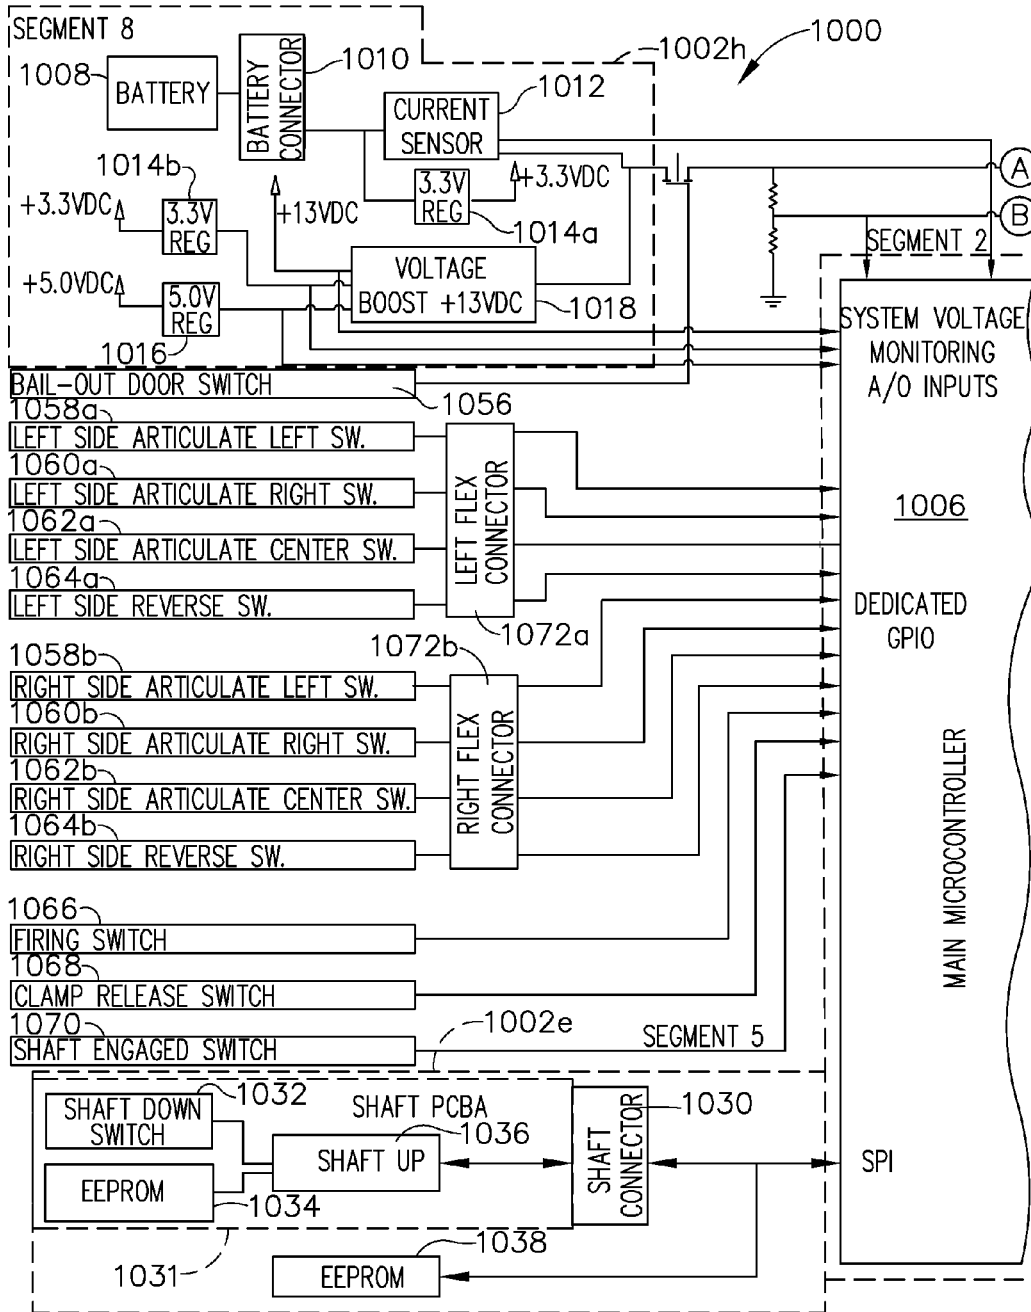 SEGMENT 8
1008
BATTERY
BATTERY CONNECTOR
1010
1012
CURRENT SENSOR
1002h
1000
1014b
+3.3VDC
3.3V REG
+13VDC
3.3V REG
+3.3VDC
1014a
A
B
SEGMENT 2
+5.0VDC
5.0V REG
1016
VOLTAGE BOOST +13VDC
1018
SYSTEM VOLTAGE
MONITORING
A/O INPUTS
BAIL-OUT DOOR SWITCH
1056
1058a
LEFT SIDE ARTICULATE LEFT SW.
1060a
LEFT SIDE ARTICULATE RIGHT SW.
1062a
LEFT SIDE ARTICULATE CENTER SW.
1064a
LEFT SIDE REVERSE SW.
LEFT FLEX CONNECTOR
1072a
1006
DEDICATED
GPIO
1072b
1058b
RIGHT SIDE ARTICULATE LEFT SW.
1060b
RIGHT SIDE ARTICULATE RIGHT SW.
1062b
RIGHT SIDE ARTICULATE CENTER SW.
1064b
RIGHT SIDE REVERSE SW.
RIGHT FLEX CONNECTOR
MAIN MICROCONTROLLER
1066
FIRING SWITCH
1068
CLAMP RELEASE SWITCH
1070
SHAFT ENGAGED SWITCH
1002e
SEGMENT 5
1032
SHAFT DOWN
SWITCH
SHAFT PCBA
1036
SHAFT UP
EEPROM
1034
1030
SHAFT CONNECTOR
SPI
1031
1038
EEPROM